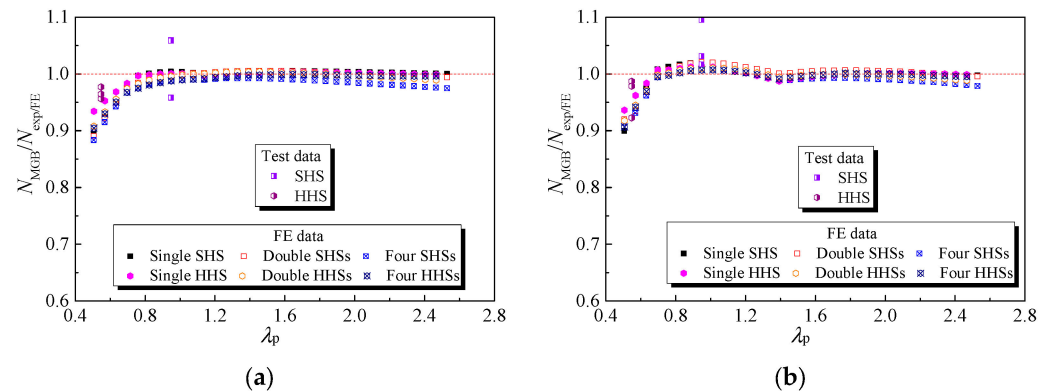 1.1
1.0
0.9
0.8
0.7
0.6
N_MGB/N_exp/FE
Test data
SHS
HHS
FE data
Single SHS Double SHSs Four SHSs
Single HHS Double HHSs Four HHSs
0.4 0.8 1.2 1.6 2.0 2.4 2.8
λp
(a)
1.1
1.0
0.9
0.8
0.7
0.6
N_MGB/N_exp/FE
Test data
SHS
HHS
FE data
Single SHS Double SHSs Four SHSs
Single HHS Double HHSs Four HHSs
0.4 0.8 1.2 1.6 2.0 2.4 2.8
λp
(b)